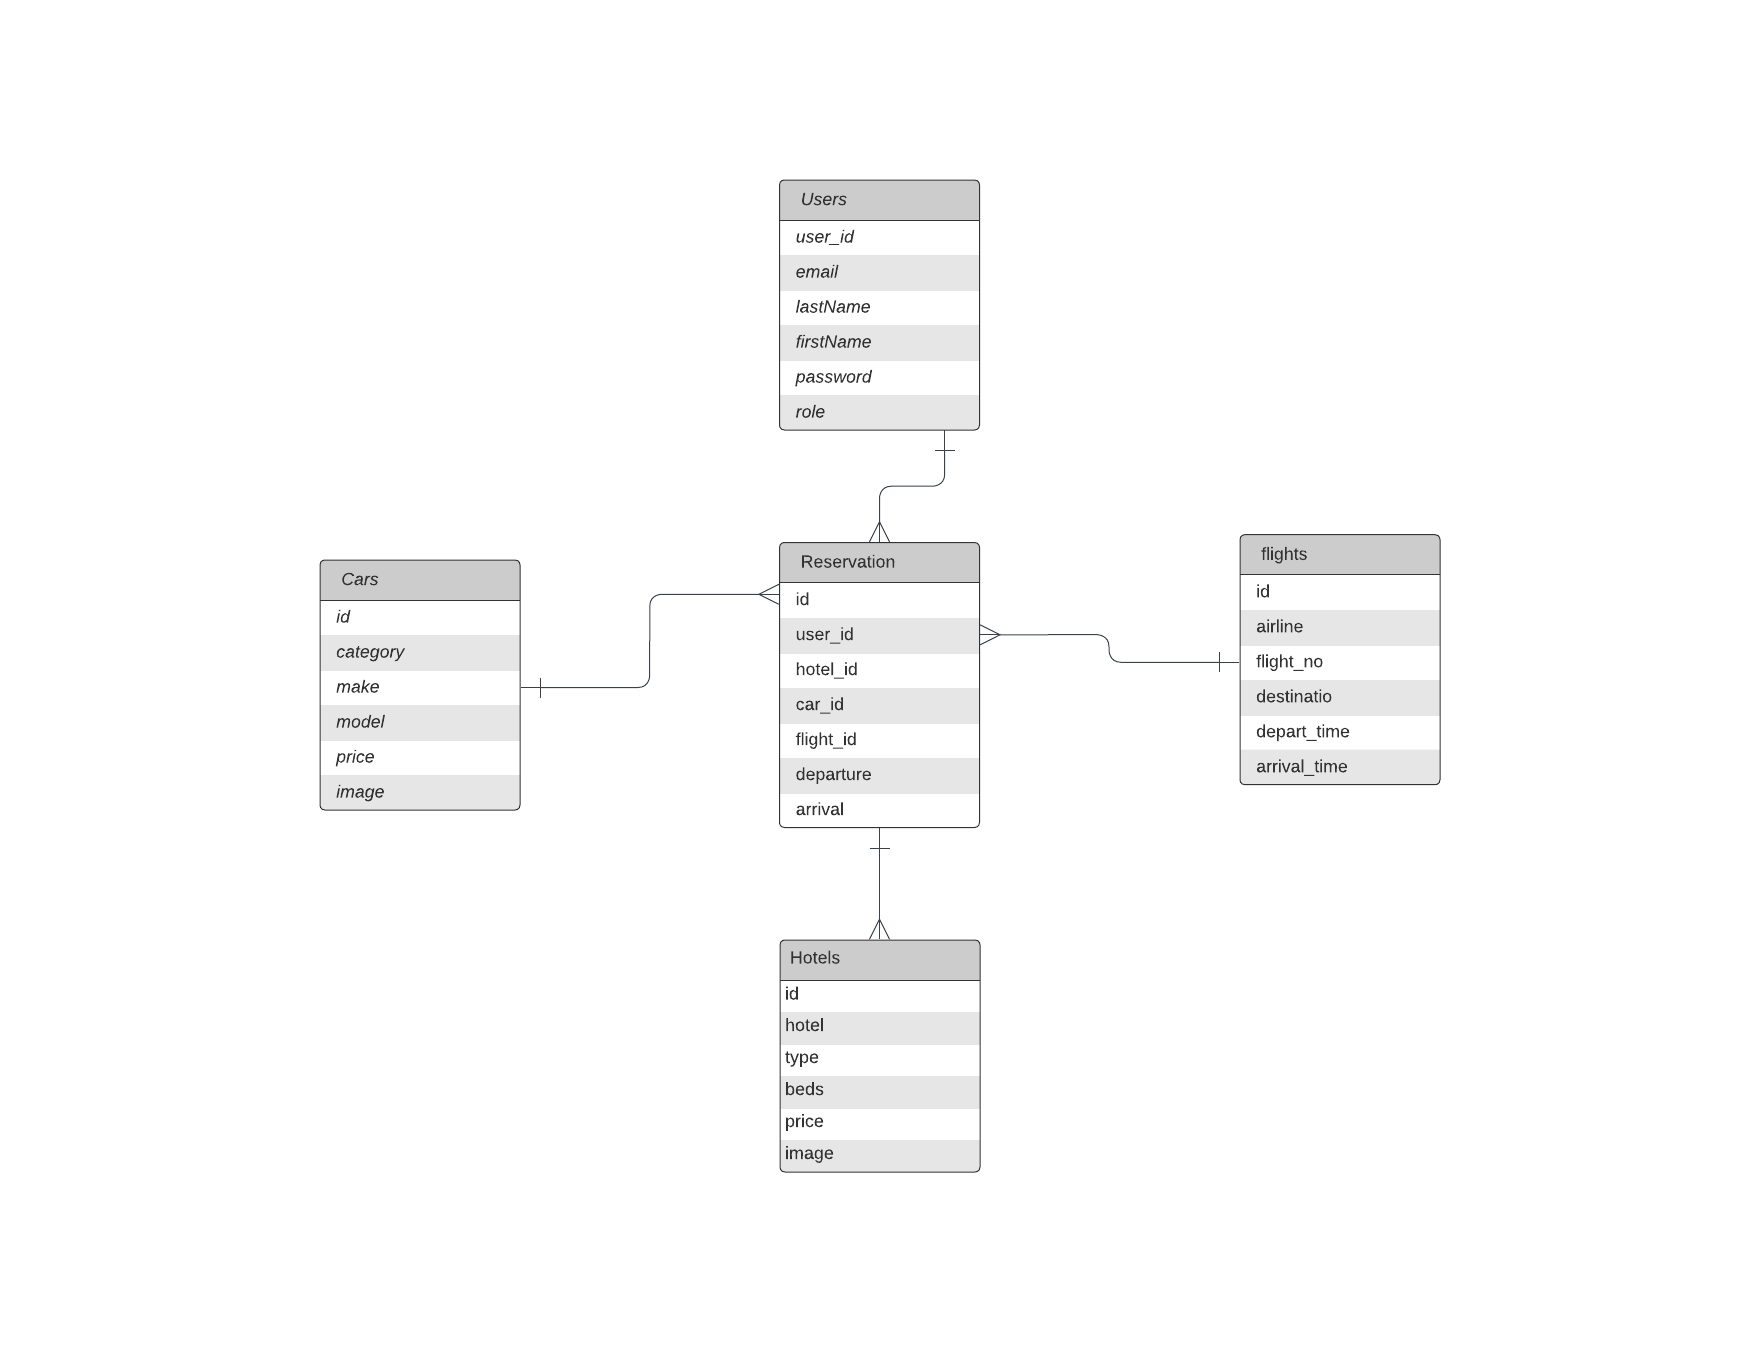 Users
user_id
email
lastName
firstName
password
role
Cars
id
category
make
model
price
image
Reservation
id
user_id
hotel_id
car_id
flight_id
departure
arrival
flights
id
airline
flight_no
destinatio
depart_time
arrival_time
Hotels
id
hotel
type
beds
price
image